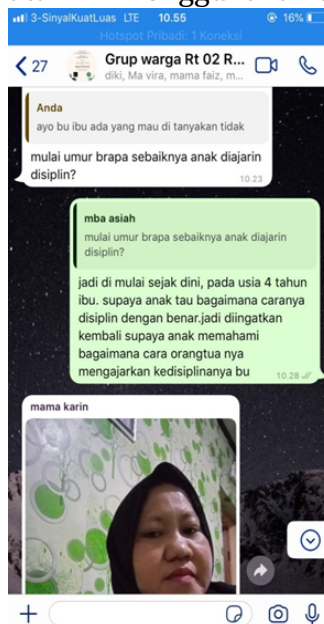 3-SinyalKuatLuas LTE 10.55 16%
Hotspot Pribadi: 1 Koneksi
27 Grup warga Rt 02 R...
diki, Ma vira, mama faiz, m...
Anda
ayo bu ibu ada yang mau di tanyakan tidak
mulai umur brapa sebaiknya anak diajarin
disiplin?
10.23
mba asiah
mulai umur brapa sebaiknya anak diajarin
disiplin?
jadi di mulai sejak dini, pada usia 4 tahun
ibu. supaya anak tau bagaimana caranya
disiplin dengan benar.jadi diingatkan
kembali supaya anak memahami
bagaimana cara orangtua nya
mengajarkan kedisiplinanya bu
10.28
mama karin